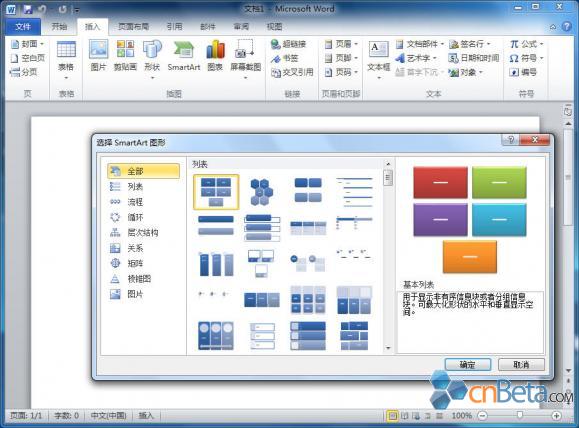 文档1 - Microsoft Word
文件 开始 插入 页面布局 引用 邮件 审阅 视图
封面 空白页 分页
表格
图片 剪贴画 形状 SmartArt 图表 屏幕截图
超链接 书签 交叉引用
页眉 页脚 页码
文本框 文档部件 艺术字 首字下沉 签名行 日期和时间 对象
公式 符号 编号
页 表格 插图 链接 页眉和页脚 文本 符号
选择 SmartArt 图形
全部
列表
流程
循环
层次结构
关系
矩阵
棱锥图
图片
列表
基本列表
用于显示非有序信息块或者分组信息
块。可最大化形状的水平和垂直显示空
间。
确定 取消
cnBeta.com
页面: 1/1 字数: 0 中文(中国) 插入 100%